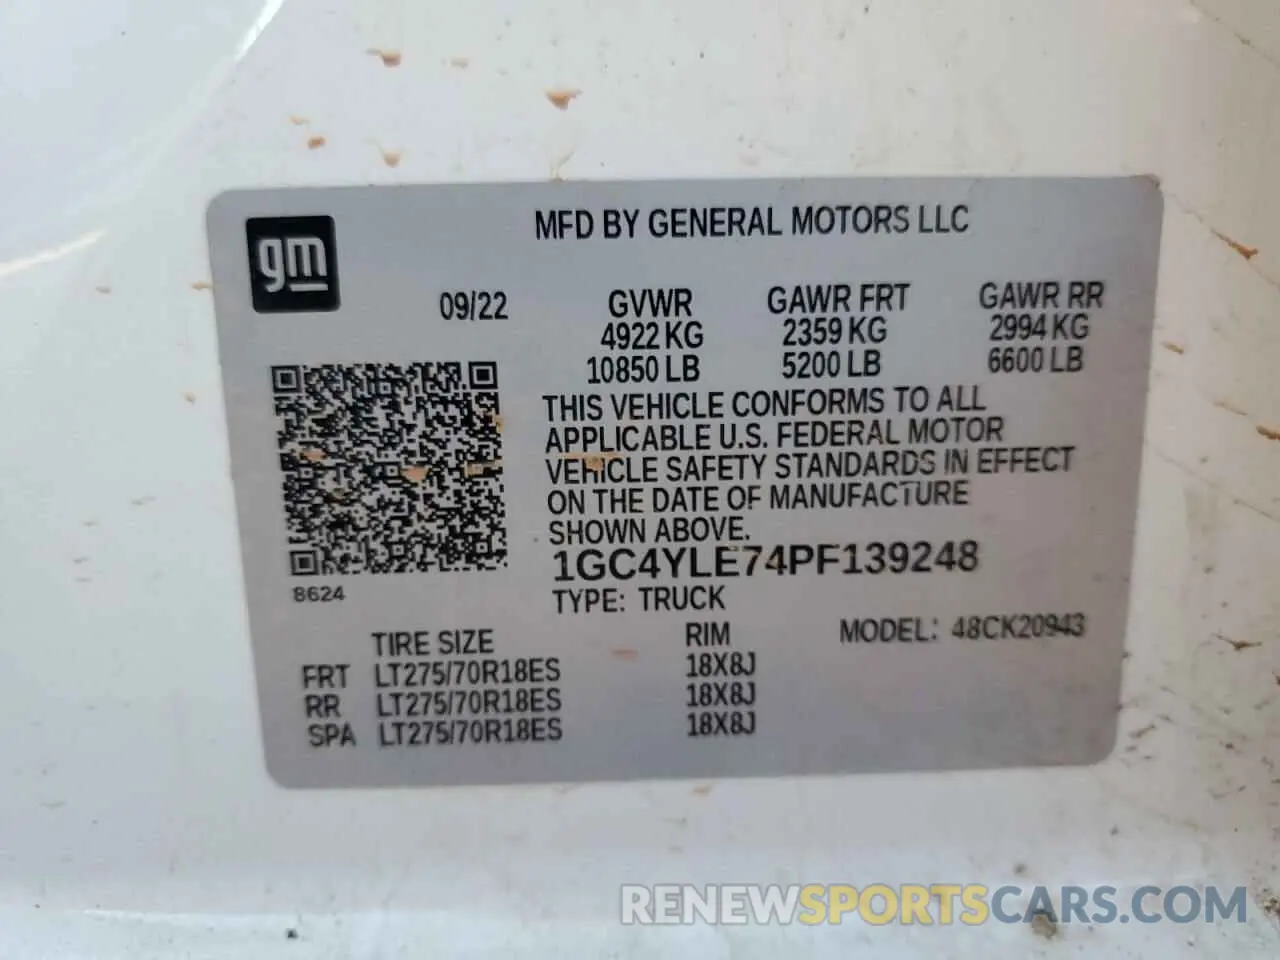 gm
MFD BY GENERAL MOTORS LLC
09/22 GVWR GAWR FRT GAWR RR
4922 KG 2359 KG 2994 KG
10850 LB 5200 LB 6600 LB
THIS VEHICLE CONFORMS TO ALL
APPLICABLE U.S. FEDERAL MOTOR
VEHICLE SAFETY STANDARDS IN EFFECT
ON THE DATE OF MANUFACTURE
SHOWN ABOVE.
1GC4YLE74PF139248
8624
TYPE: TRUCK
TIRE SIZE RIM MODEL: 48CK20943
FRT LT275/70R18ES 18X8J
RR LT275/70R18ES 18X8J
SPA LT275/70R18ES 18X8J
RENEWSPORTSCARS.COM